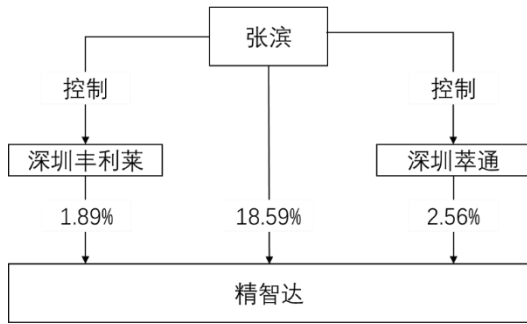 张滨
控制
控制
深圳丰利莱
深圳萃通
1.89%
18.59%
2.56%
精智达